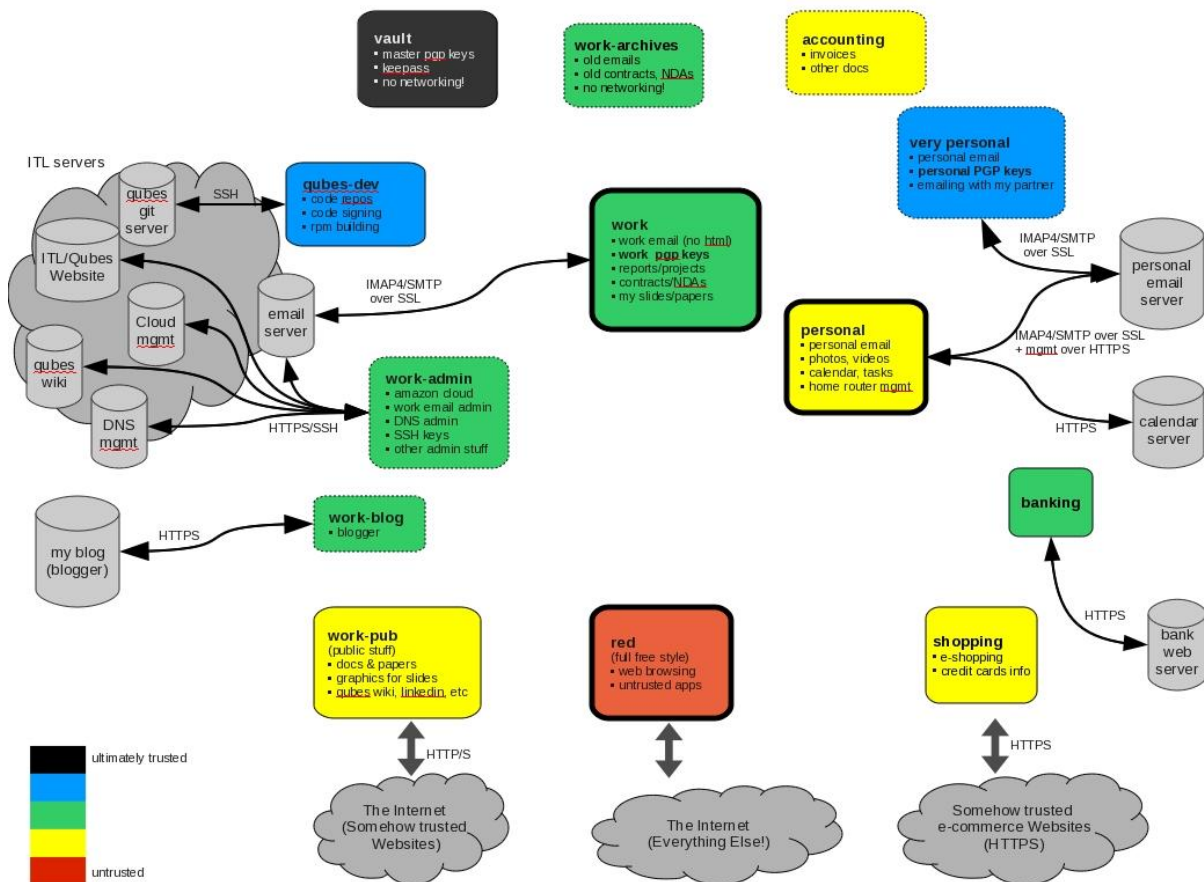 vault
▪ master pgp keys
▪ keepass
▪ no networking!
work-archives
▪ old emails
▪ old contracts, NDAs
▪ no networking!
accounting
▪ invoices
▪ other docs
very personal
▪ personal email
▪ personal PGP keys
▪ emailing with my partner
ITL servers
qubes
git
server
SSH
qubes-dev
▪ code repos
▪ code signing
▪ rpm building
ITL/Qubes
Website
Cloud
mgmt
email
server
IMAP4/SMTP
over SSL
work
▪ work email (no html)
▪ work pgp keys
▪ reports/projects
▪ contracts/NDAs
▪ my slides/papers
IMAP4/SMTP
over SSL
personal
email
server
qubes
wiki
DNS
mgmt
HTTPS/SSH
work-admin
▪ amazon cloud
▪ work email admin
▪ DNS admin
▪ SSH keys
▪ other admin stuff
personal
▪ personal email
▪ photos, videos
▪ calendar, tasks
▪ home router mgmt
IMAP4/SMTP over SSL
+ mgmt over HTTPS
HTTPS
calendar
server
my blog
(blogger)
HTTPS
work-blog
▪ blogger
banking
HTTPS
bank
web
server
work-pub
(public stuff)
▪ docs & papers
▪ graphics for slides
▪ qubes wiki, linkedin, etc
red
(full free style)
▪ web browsing
▪ untrusted apps
shopping
▪ e-shopping
▪ credit cards info
HTTP/S
HTTPS
ultimately trusted
untrusted
The Internet
(Somehow trusted
Websites)
The Internet
(Everything Else!)
Somehow trusted
e-commerce Websites
(HTTPS)